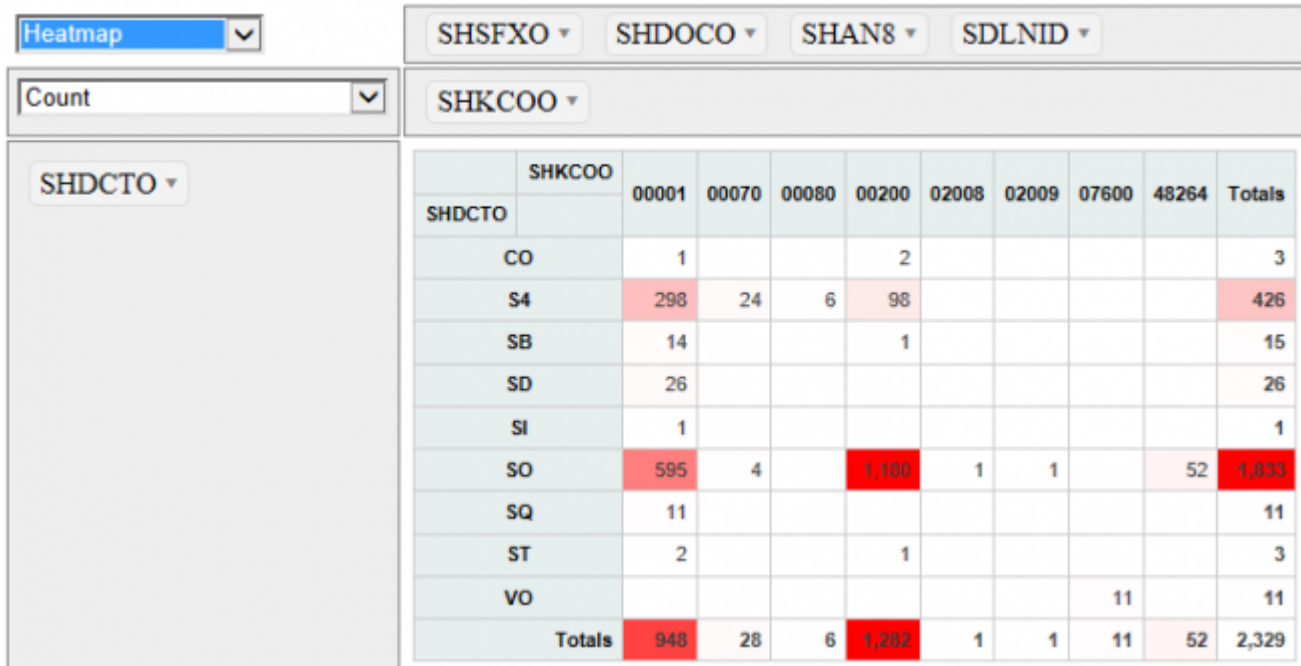 Heatmap
SHSFXO SHDOCO SHAN8 SDLNID
Count
SHKCOO
SHDCTO
SHKCOO 00001 00070 00080 00200 02008 02009 07600 48264 Totals
SHDCTO
CO 1 2 3
S4 298 24 6 98 426
SB 14 1 15
SD 26 26
SI 1 1
SO 595 4 1,180 1 1 52 1,833
SQ 11 11
ST 2 1 3
VO 11 11
Totals 948 28 6 1,282 1 1 11 52 2,329